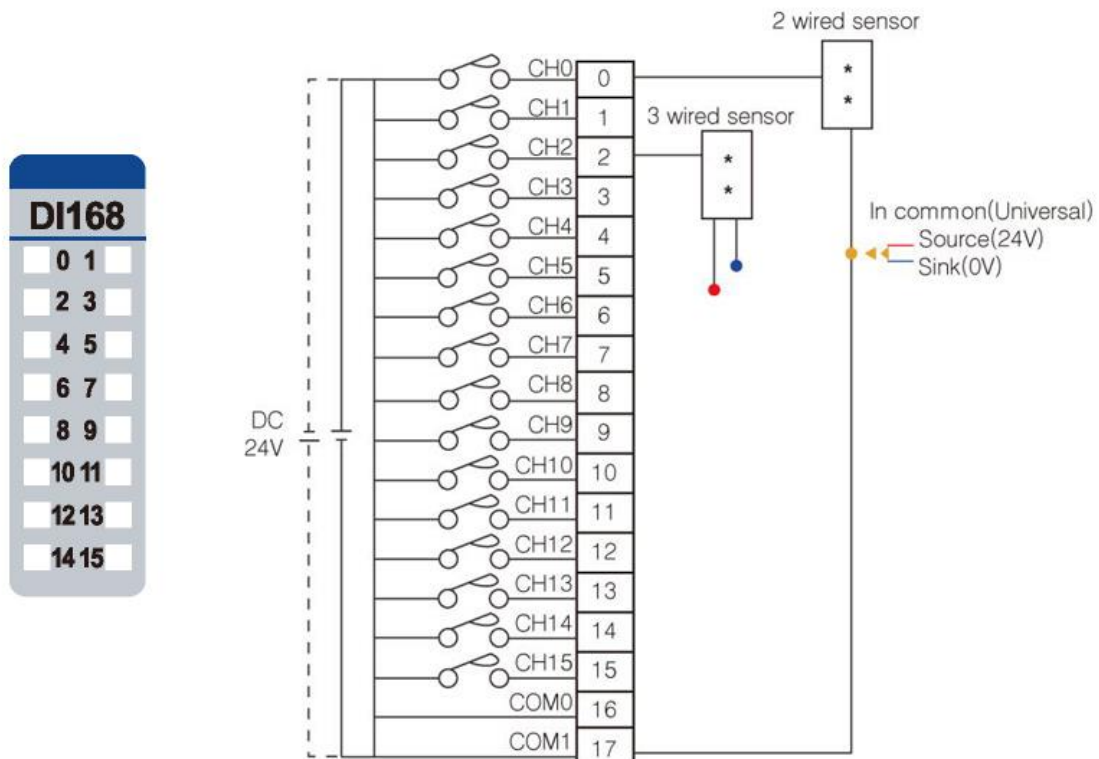 DI168
0 1
2 3
4 5
6 7
8 9
10 11
12 13
14 15
DC
24V
CH0 0
CH1 1
CH2 2
CH3 3
CH4 4
CH5 5
CH6 6
CH7 7
CH8 8
CH9 9
CH10 10
CH11 11
CH12 12
CH13 13
CH14 14
CH15 15
COM0 16
COM1 17
2 wired sensor
*
*
3 wired sensor
*
*
In common(Universal)
Source(24V)
Sink(0V)